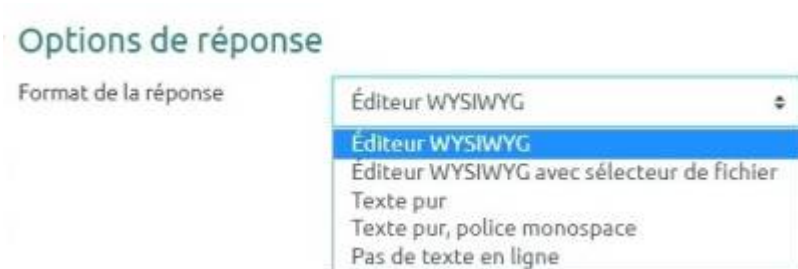 Options de réponse
Format de la réponse
Éditeur WYSIWYG
Éditeur WYSIWYG
Éditeur WYSIWYG avec sélecteur de fichier
Texte pur
Texte pur, police monospace
Pas de texte en ligne